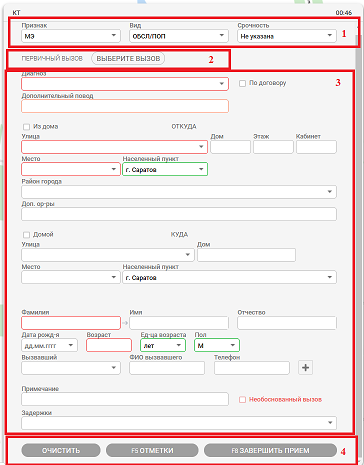 КТ 00:46
Признак Вид Срочность 1
МЭ ОБСЛ/ПОП Не указана
ПЕРВИЧНЫЙ ВЫЗОВ ВЫБЕРИТЕ ВЫЗОВ 2
Диагноз 3
По договору
Дополнительный повод
Из дома ОТКУДА
Улица Дом Этаж Кабинет
Место Населенный пункт
г. Саратов
Район города
Доп. ор-ры
Домой КУДА
Улица Дом
Место Населенный пункт
г. Саратов
Фамилия Имя Отчество
Дата рожд-я Возраст Ед-ца возраста Пол
дд.мм.гггг лет М
Вызвавший ФИО вызвавшего Телефон
+
Примечание
Необоснованный вызов
Задержки
ОЧИСТИТЬ F5 ОТМЕТКИ F8 ЗАВЕРШИТЬ ПРИЕМ 4